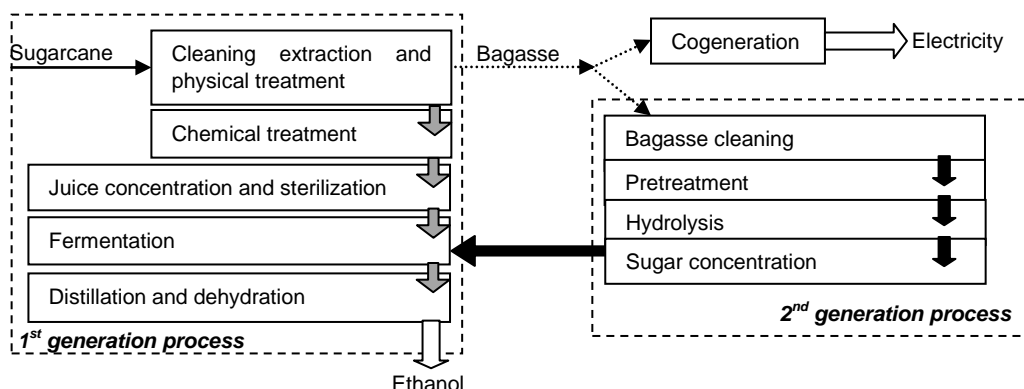 Sugarcane
Cleaning extraction and
physical treatment
Bagasse
Cogeneration
Electricity
Chemical treatment
Juice concentration and sterilization
Fermentation
Distillation and dehydration
1st generation process
Ethanol
Bagasse cleaning
Pretreatment
Hydrolysis
Sugar concentration
2nd generation process